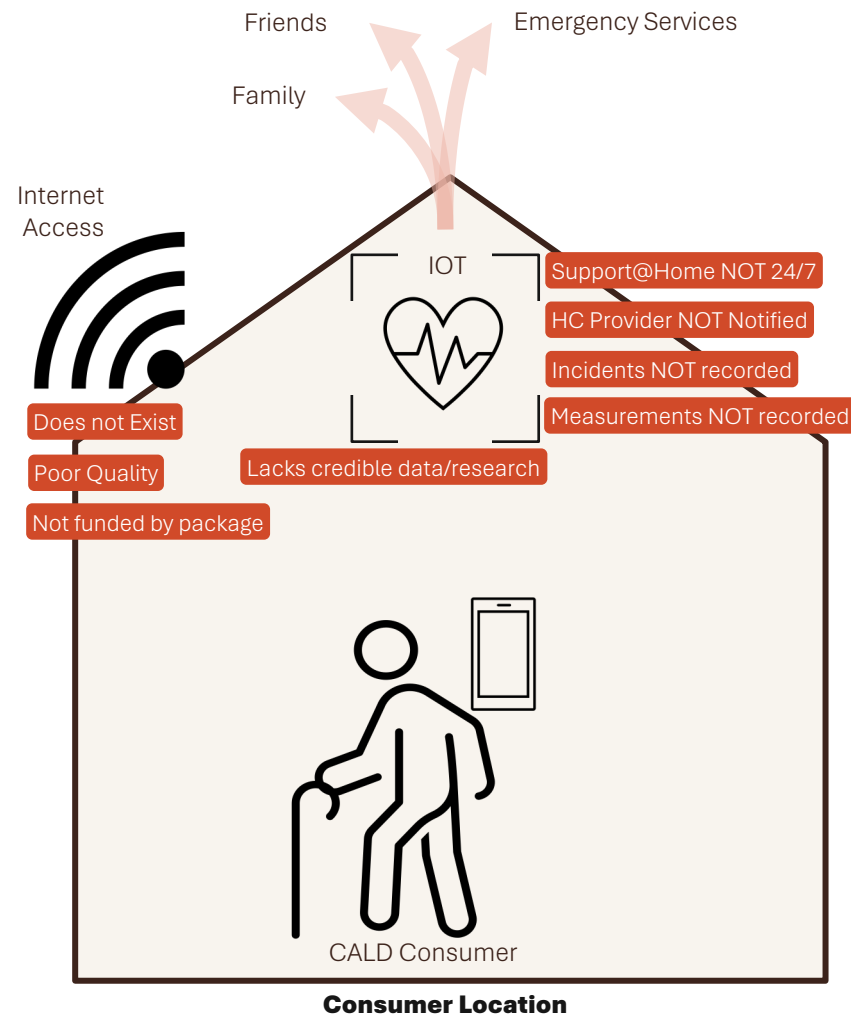 Friends
Emergency Services
Family
Internet
Access
IOT
Support@Home NOT 24/7
HC Provider NOT Notified
Incidents NOT recorded
Measurements NOT recorded
Does not Exist
Poor Quality
Not funded by package
Lacks credible data/research
CALD Consumer
Consumer Location